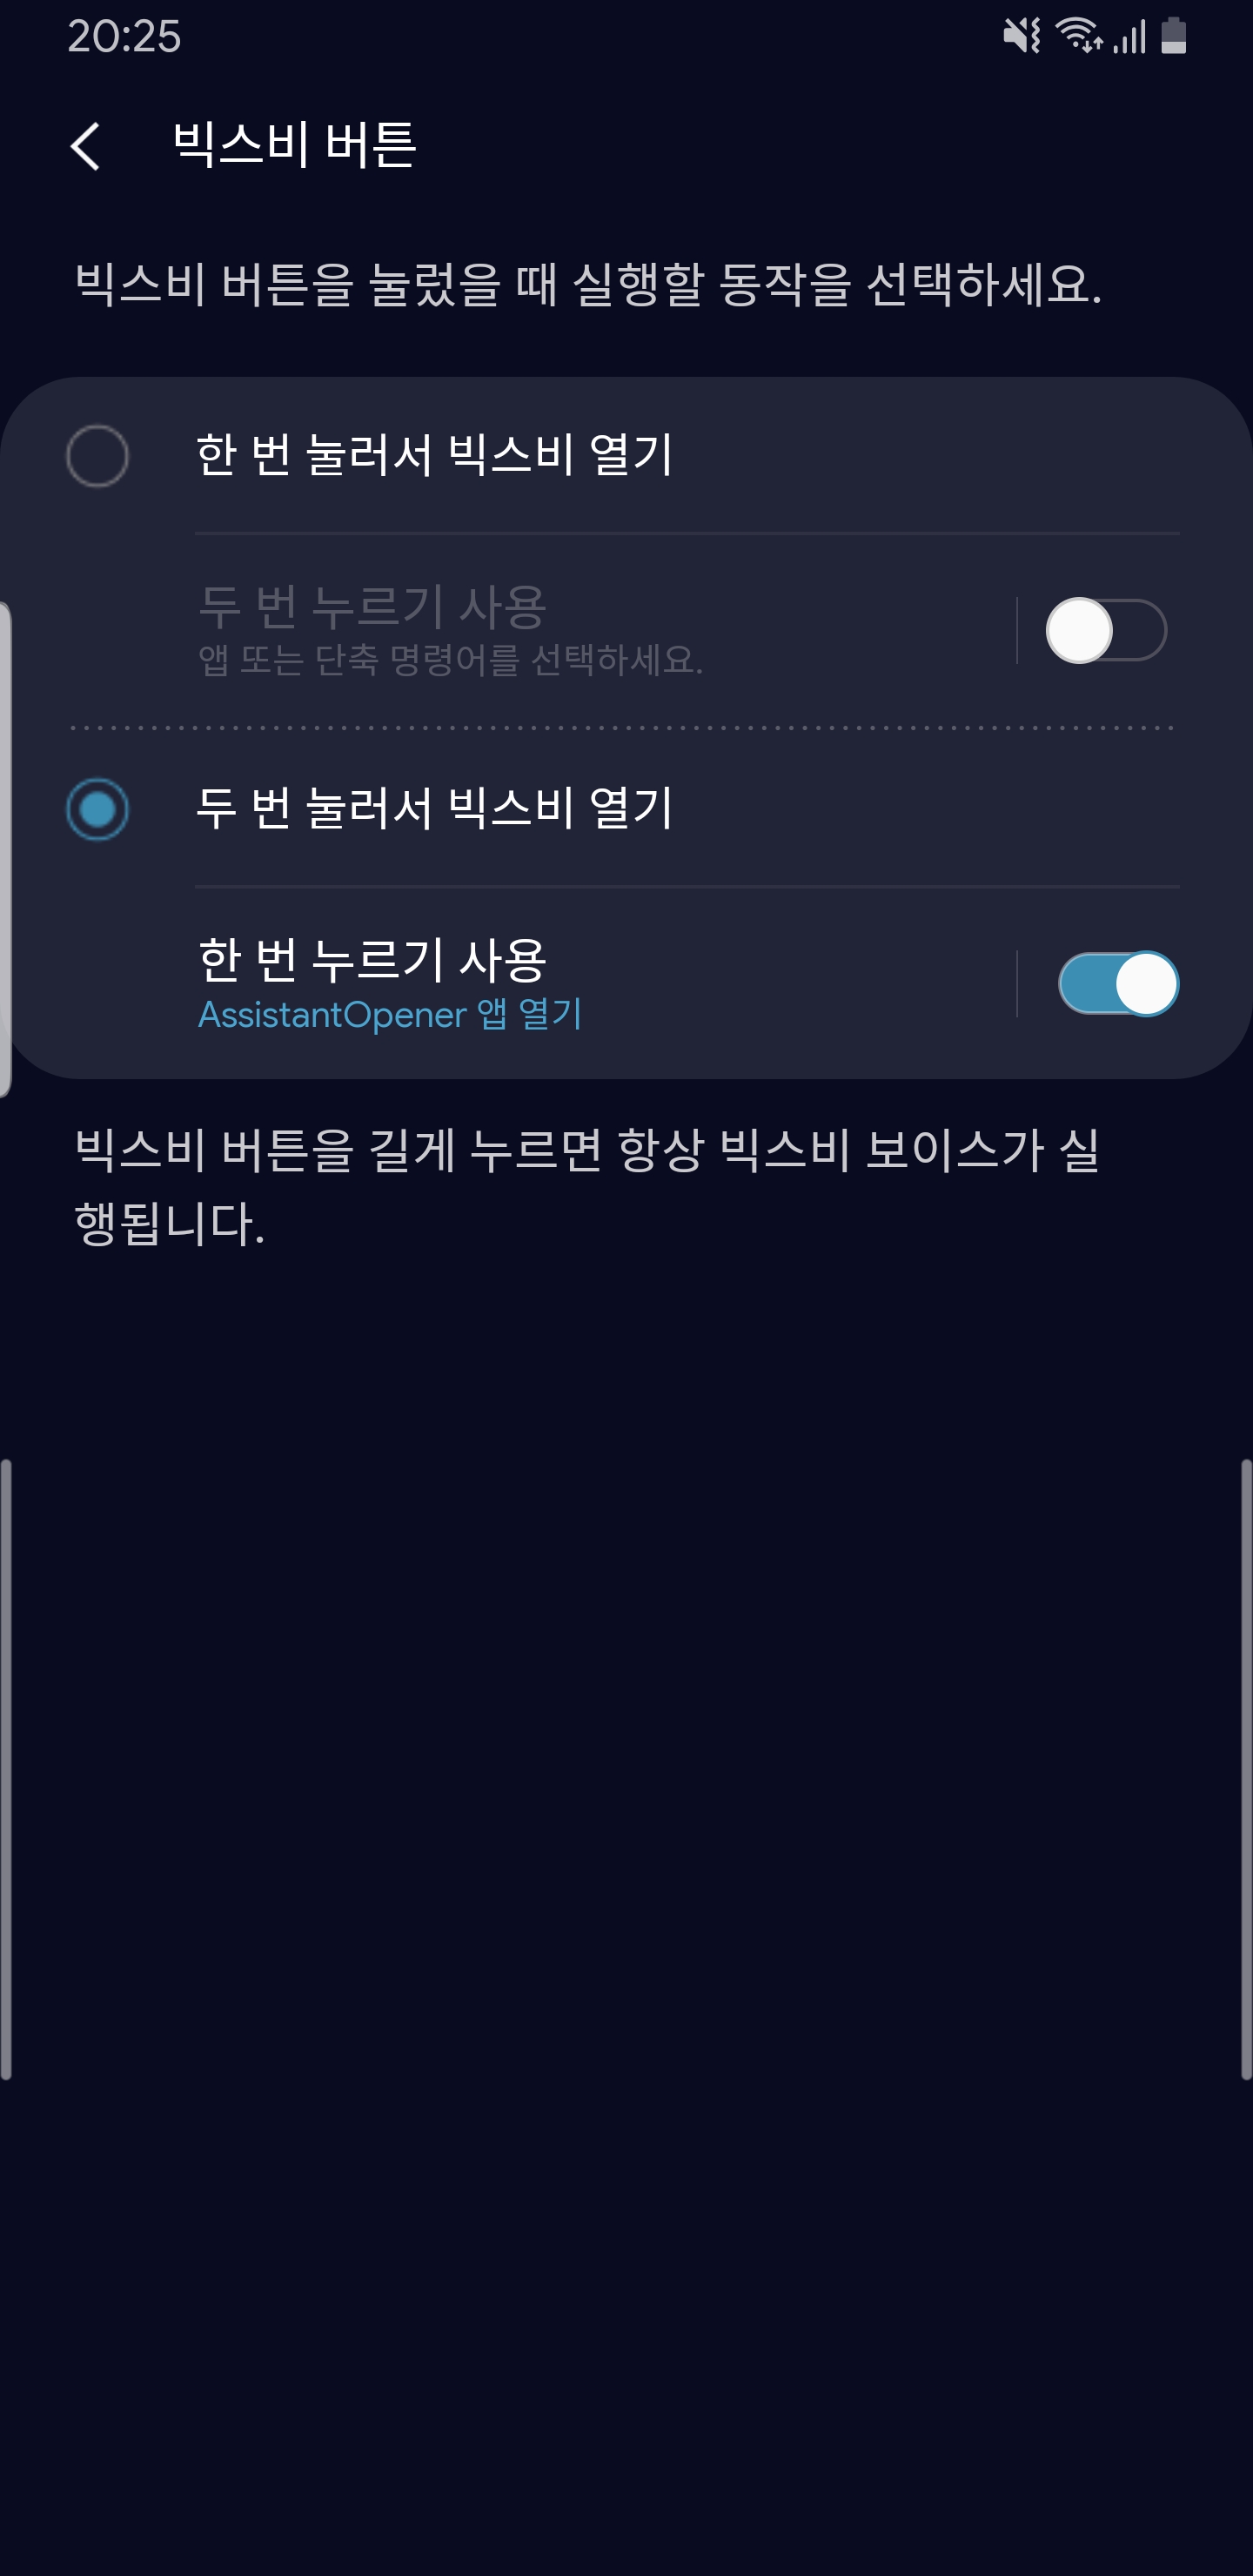 20:25
빅스비 버튼
빅스비 버튼을 눌렀을 때 실행할 동작을 선택하세요.
한 번 눌러서 빅스비 열기
두 번 누르기 사용
앱 또는 단축 명령어를 선택하세요.
두 번 눌러서 빅스비 열기
한 번 누르기 사용
AssistantOpener 앱 열기
빅스비 버튼을 길게 누르면 항상 빅스비 보이스가 실
행됩니다.